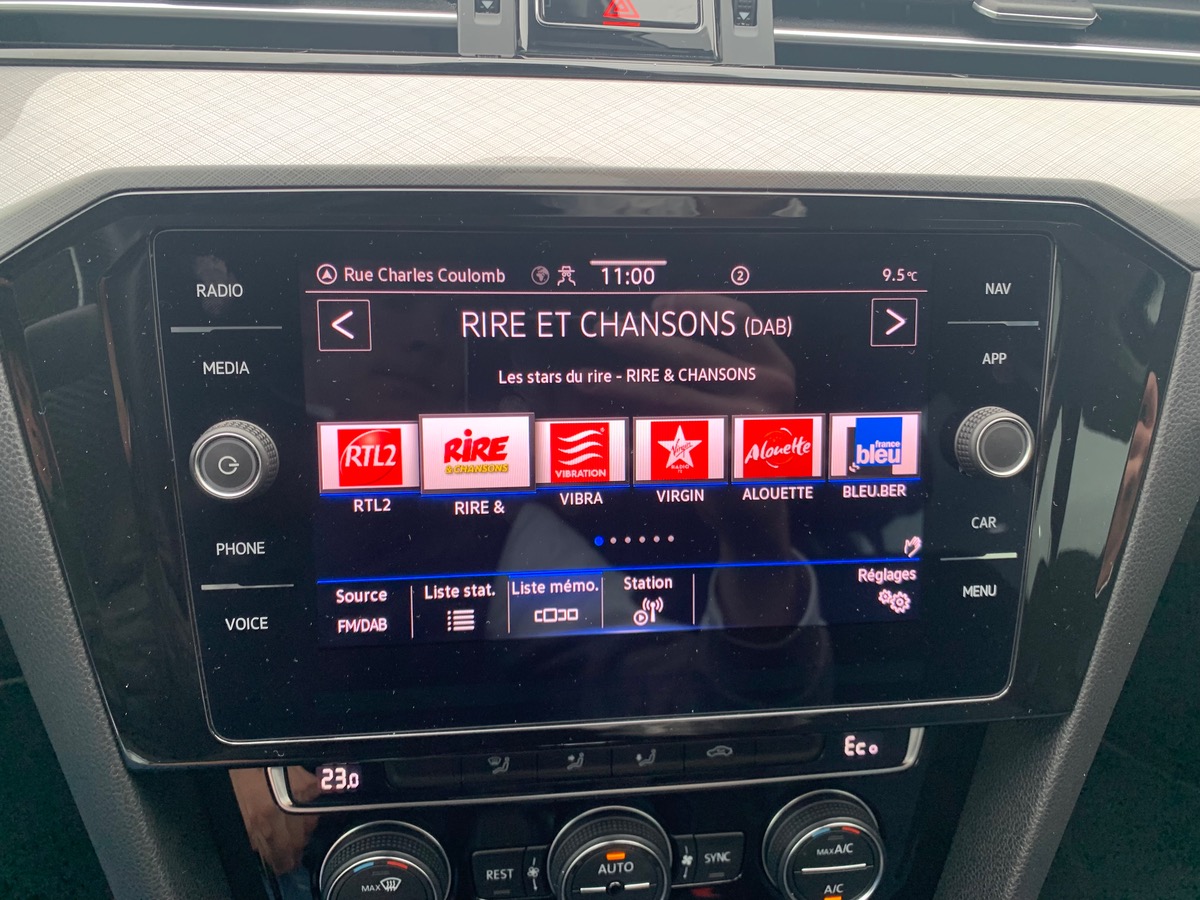 RADIO
MEDIA
PHONE
VOICE
NAV
APP
CAR
MENU
Rue Charles Coulomb 11:00 2 9.5°C
< RIRE ET CHANSONS (DAB) >
Les stars du rire - RIRE & CHANSONS
RTL2
RIRE
& CHANSONS
VIBRATION
Virgin
RADIO
Alouette
france
bleu
RTL2 RIRE & VIBRA VIRGIN ALOUETTE BLEU.BER
Source Liste stat. Liste mémo. Station Réglages
FM/DAB
23.0 Eco
MAX REST AUTO SYNC MAX A/C
A/C